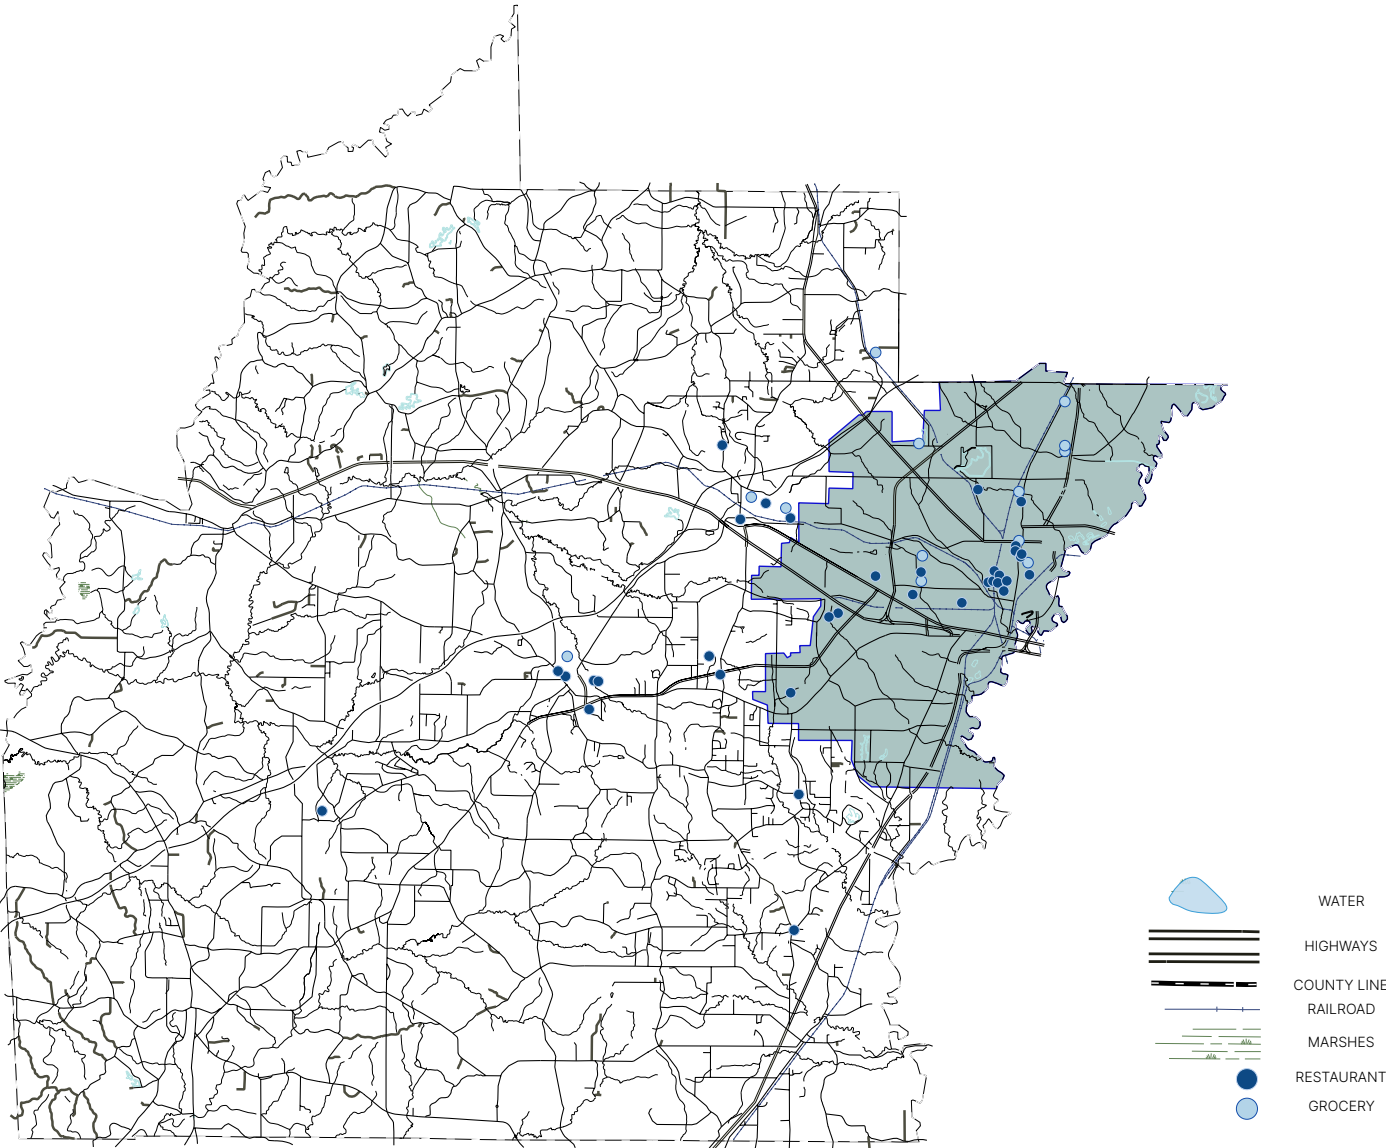 WATER
HIGHWAYS
COUNTY LINE
RAILROAD
MARSHES
RESTAURANT
GROCERY